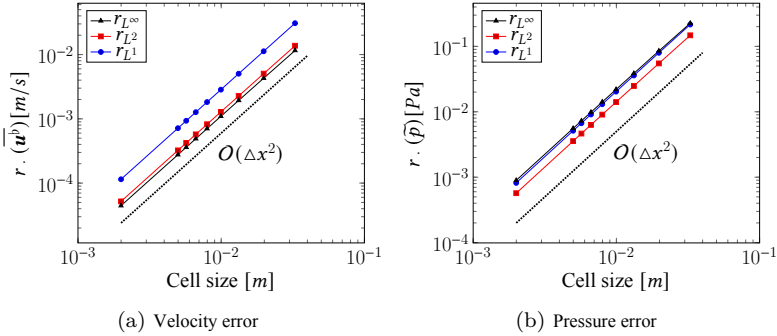 r_{L^∞}
r_{L^2}
r_{L^1}
10^{-2}
10^{-3}
10^{-4}
r . (\overline{u^♭})[m/s]
O(△x^2)
10^{-3}
10^{-2}
10^{-1}
Cell size [m]
(a) Velocity error
r_{L^∞}
r_{L^2}
r_{L^1}
10^{-1}
10^{-2}
10^{-3}
10^{-4}
r . (\widetilde{p})[Pa]
O(△x^2)
10^{-3}
10^{-2}
10^{-1}
Cell size [m]
(b) Pressure error